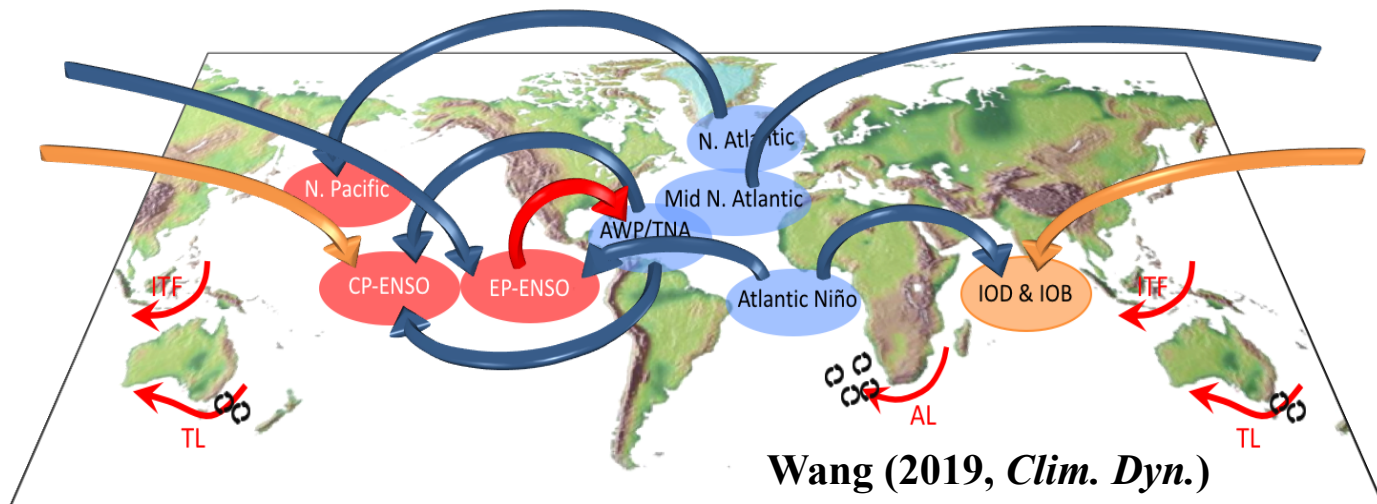 N. Atlantic
N. Pacific
Mid N. Atlantic
AWP/TNA
CP-ENSO
EP-ENSO
Atlantic Niño
IOD & IOB
ITF
ITF
TL
AL
TL
Wang (2019, Clim. Dyn.)